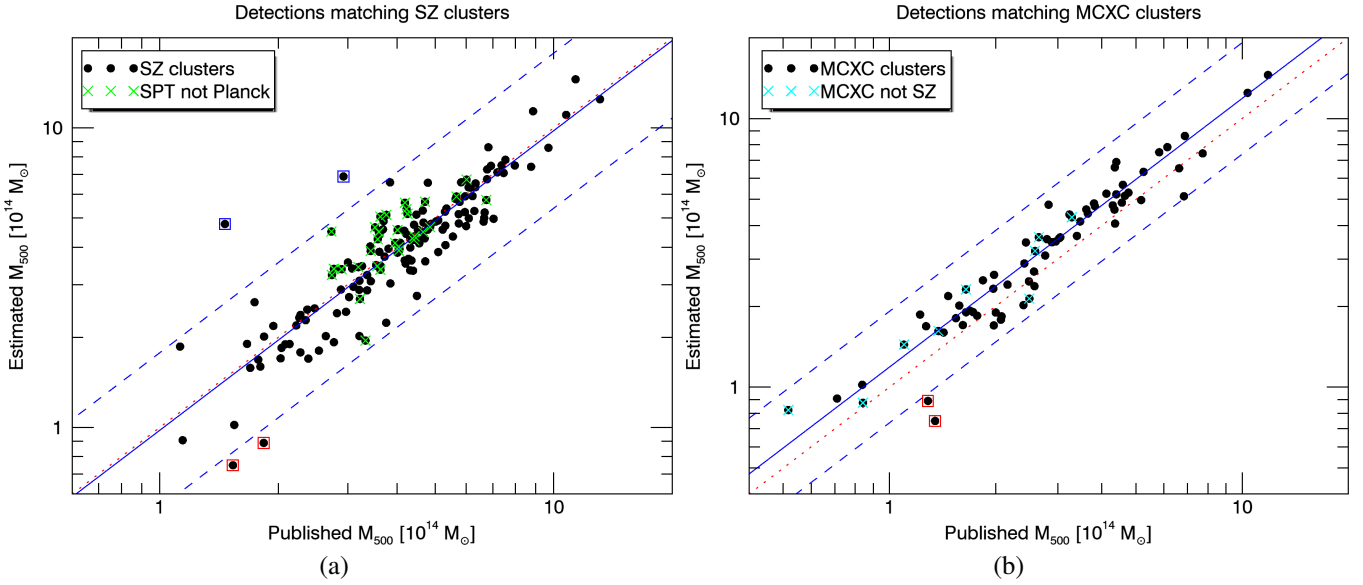 Detections matching SZ clusters
SZ clusters
SPT not Planck
10
1
Estimated M500 [10^14 M⊙]
1
10
Published M500 [10^14 M⊙]
(a)
Detections matching MCXC clusters
MCXC clusters
MCXC not SZ
10
1
Estimated M500 [10^14 M⊙]
1
10
Published M500 [10^14 M⊙]
(b)